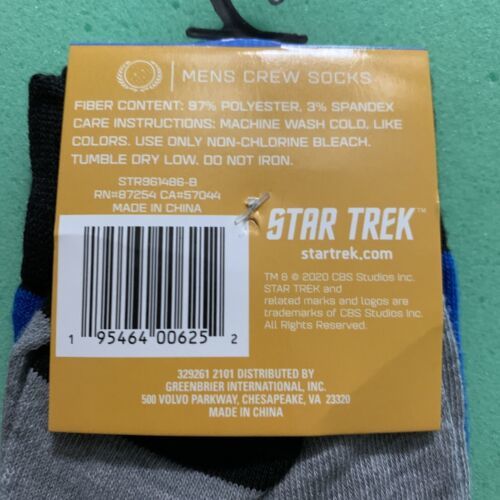 MENS CREW SOCKS
FIBER CONTENT: 97% POLYESTER, 3% SPANDEX
CARE INSTRUCTIONS: MACHINE WASH COLD, LIKE
COLORS. USE ONLY NON-CHLORINE BLEACH.
TUMBLE DRY LOW. DO NOT IRON.
STR961486-B
RN#87254 CA#57044
MADE IN CHINA
STAR TREK™
startrek.com
TM & © 2020 CBS Studios Inc.
STAR TREK and
related marks and logos are
trademarks of CBS Studios Inc.
All Rights Reserved.
1 95464 00625 2
329261 2101 DISTRIBUTED BY
GREENBRIER INTERNATIONAL, INC.
500 VOLVO PARKWAY, CHESAPEAKE, VA 23320
MADE IN CHINA